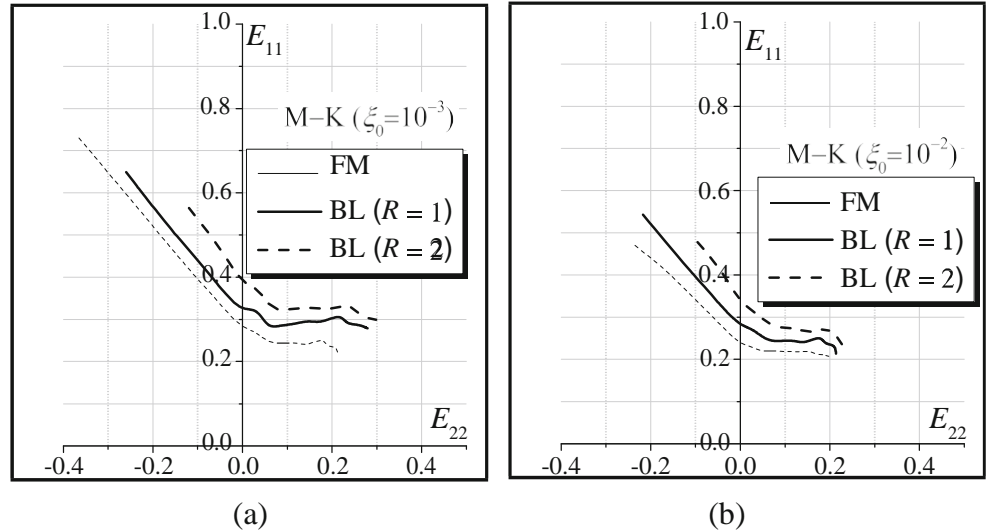 1.0
E11
0.8
M–K (ξ0=10−3)
FM
BL (R = 1)
BL (R = 2)
0.6
0.4
0.2
0.0
E22
-0.4 -0.2 0.0 0.2 0.4
(a)
1.0
E11
0.8
M–K (ξ0=10−2)
FM
BL (R = 1)
BL (R = 2)
0.6
0.4
0.2
0.0
E22
-0.4 -0.2 0.0 0.2 0.4
(b)